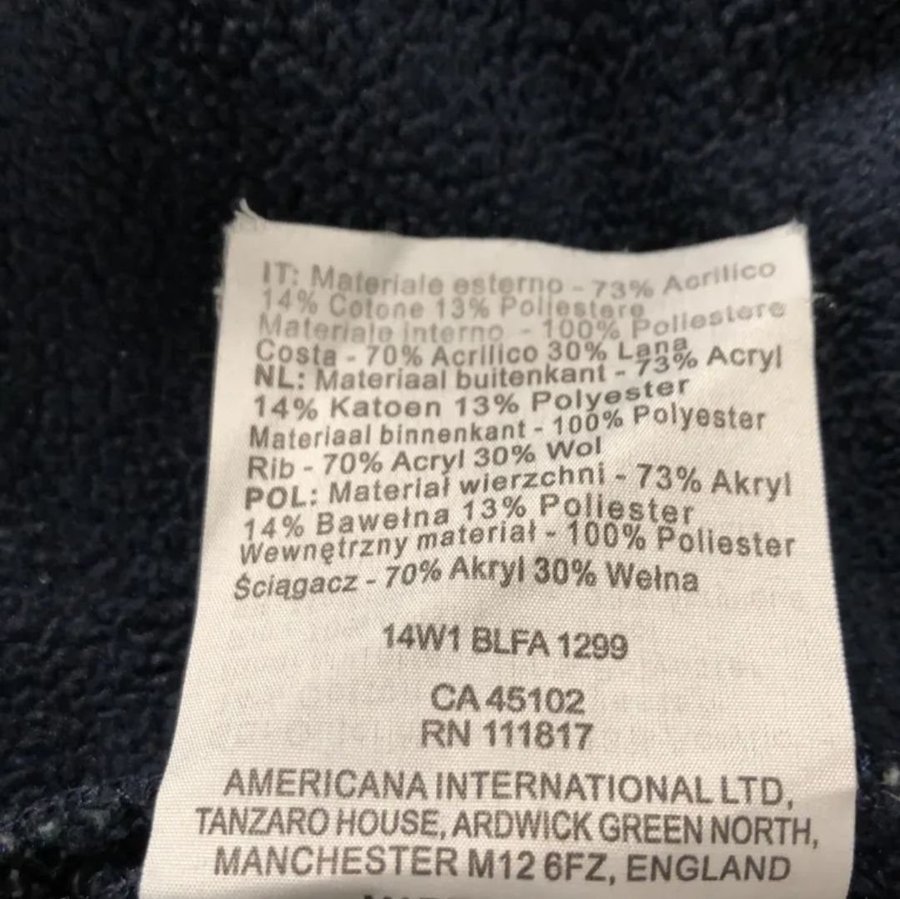 IT: Materiale esterno - 73% Acrilico
14% Cotone 13% Poliestere
Materiale interno - 100% Poliestere
Costa - 70% Acrilico 30% Lana
NL: Materiaal buitenkant - 73% Acryl
14% Katoen 13% Polyester
Materiaal binnenkant - 100% Polyester
Rib - 70% Acryl 30% Wol
POL: Materiał wierzchni - 73% Akryl
14% Bawełna 13% Poliester
Wewnętrzny materiał - 100% Poliester
Ściągacz - 70% Akryl 30% Wełna
14W1 BLFA 1299
CA 45102
RN 111817
AMERICANA INTERNATIONAL LTD,
TANZARO HOUSE, ARDWICK GREEN NORTH,
MANCHESTER M12 6FZ, ENGLAND